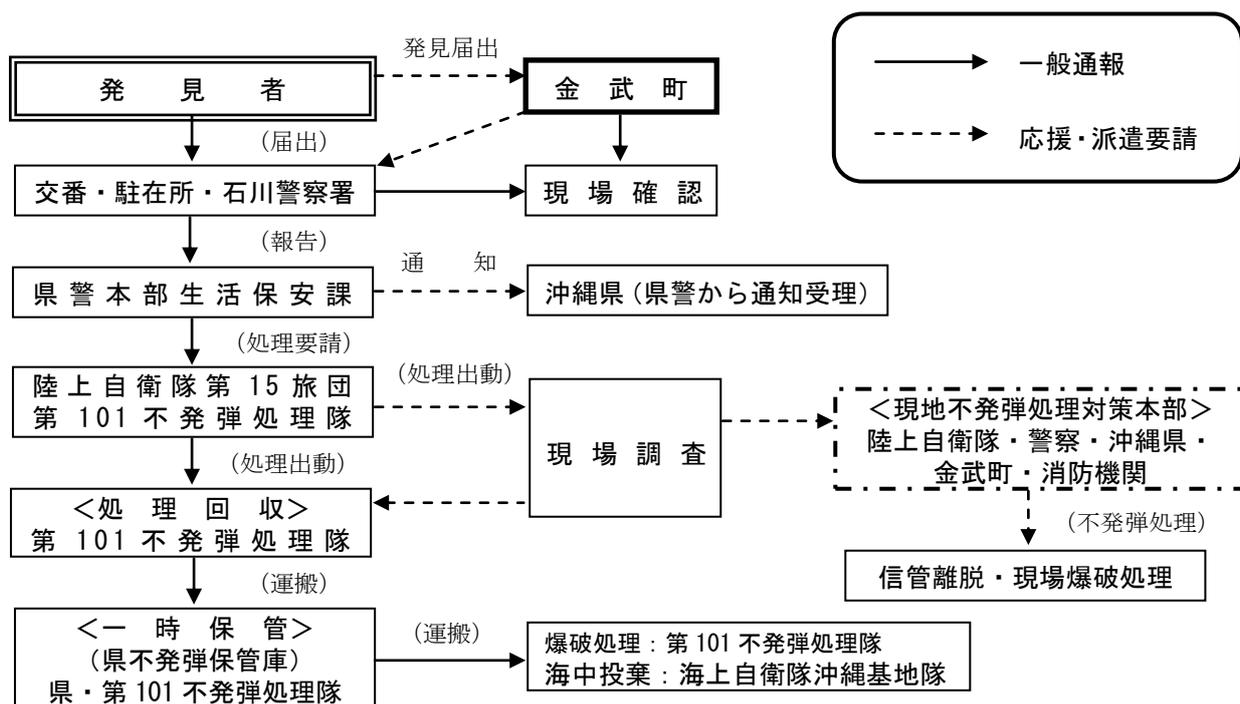 発見者
発見届出
金武町
一般通報
応援・派遣要請
(届出)
交番・駐在所・石川警察署
現場確認
(報告)
県警本部生活保安課
通 知
沖縄県(県警から通知受理)
(処理要請)
陸上自衛隊第15旅団
第101不発弾処理隊
(処理出動)
現場調査
<現地不発弾処理対策本部>
陸上自衛隊・警察・沖縄県・
金武町・消防機関
(処理出動)
<処理回収>
第101不発弾処理隊
(不発弾処理)
信管離脱・現場爆破処理
(運搬)
<一時保管>
(県不発弾保管庫)
県・第101不発弾処理隊
(運搬)
爆破処理:第101不発弾処理隊
海中投棄:海上自衛隊沖縄基地隊